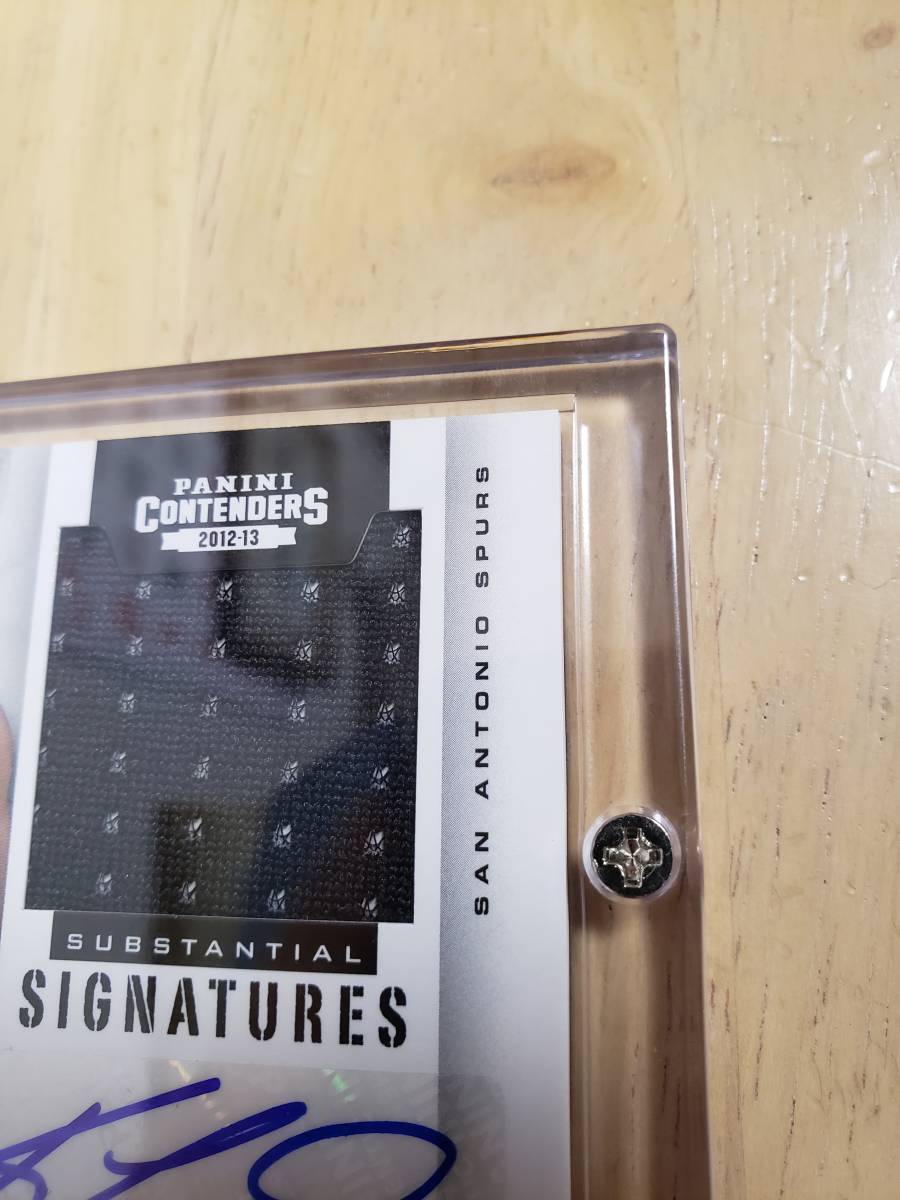 PANINI
CONTENDERS
2012-13
SAN ANTONIO SPURS
SUBSTANTIAL
SIGNATURES